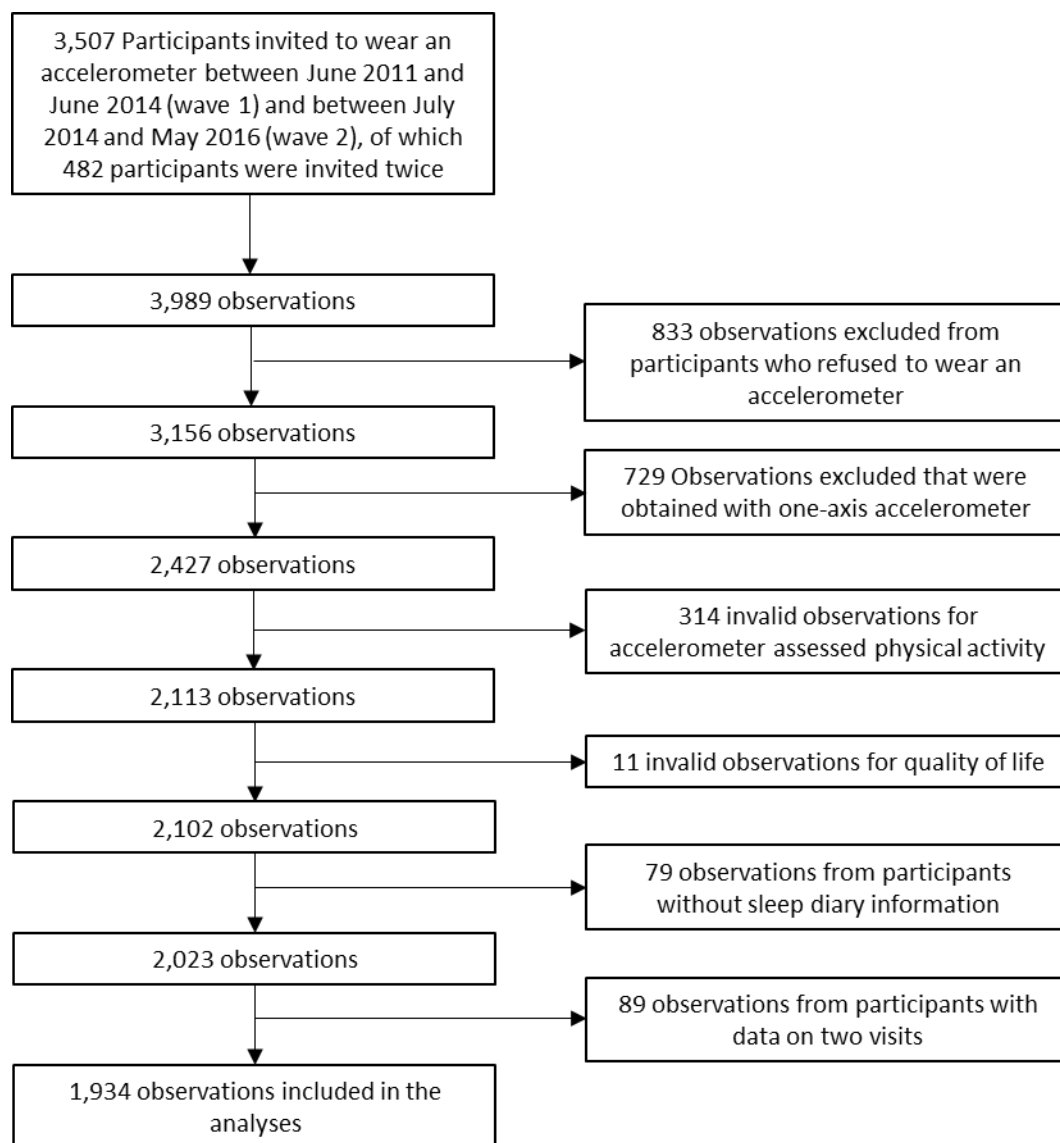 3,507 Participants invited to wear an
accelerometer between June 2011 and
June 2014 (wave 1) and between July
2014 and May 2016 (wave 2), of which
482 participants were invited twice
3,989 observations
833 observations excluded from
participants who refused to wear an
accelerometer
3,156 observations
729 Observations excluded that were
obtained with one-axis accelerometer
2,427 observations
314 invalid observations for
accelerometer assessed physical activity
2,113 observations
11 invalid observations for quality of life
2,102 observations
79 observations from participants
without sleep diary information
2,023 observations
89 observations from participants with
data on two visits
1,934 observations included in the
analyses